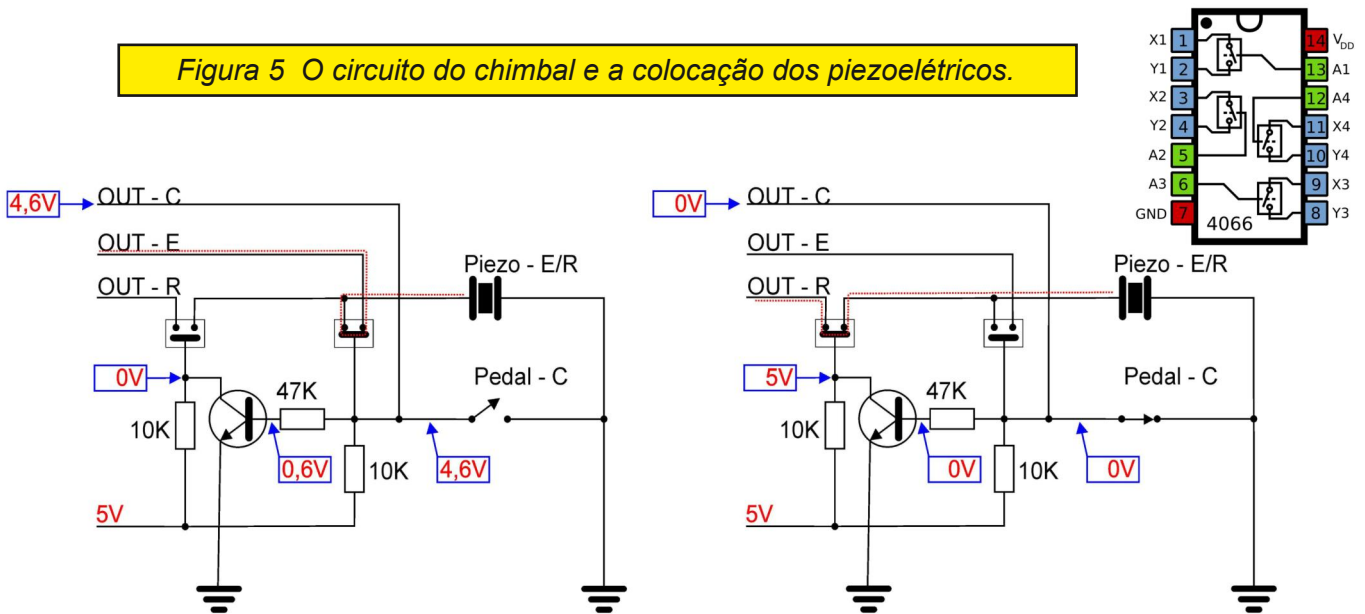 Figura 5 O circuito do chimbal e a colocação dos piezoelétricos.
X1 1 14 VDD
Y1 2 13 A1
X2 3 12 A4
Y2 4 11 X4
A2 5 10 Y4
A3 6 9 X3
GND 7 4066 8 Y3
4,6V OUT - C
OUT - E
Piezo - E/R
OUT - R
0V
47K
Pedal - C
10K
0,6V
10K
4,6V
5V
0V OUT - C
OUT - E
Piezo - E/R
OUT - R
5V
47K
Pedal - C
10K
0V
10K
0V
5V